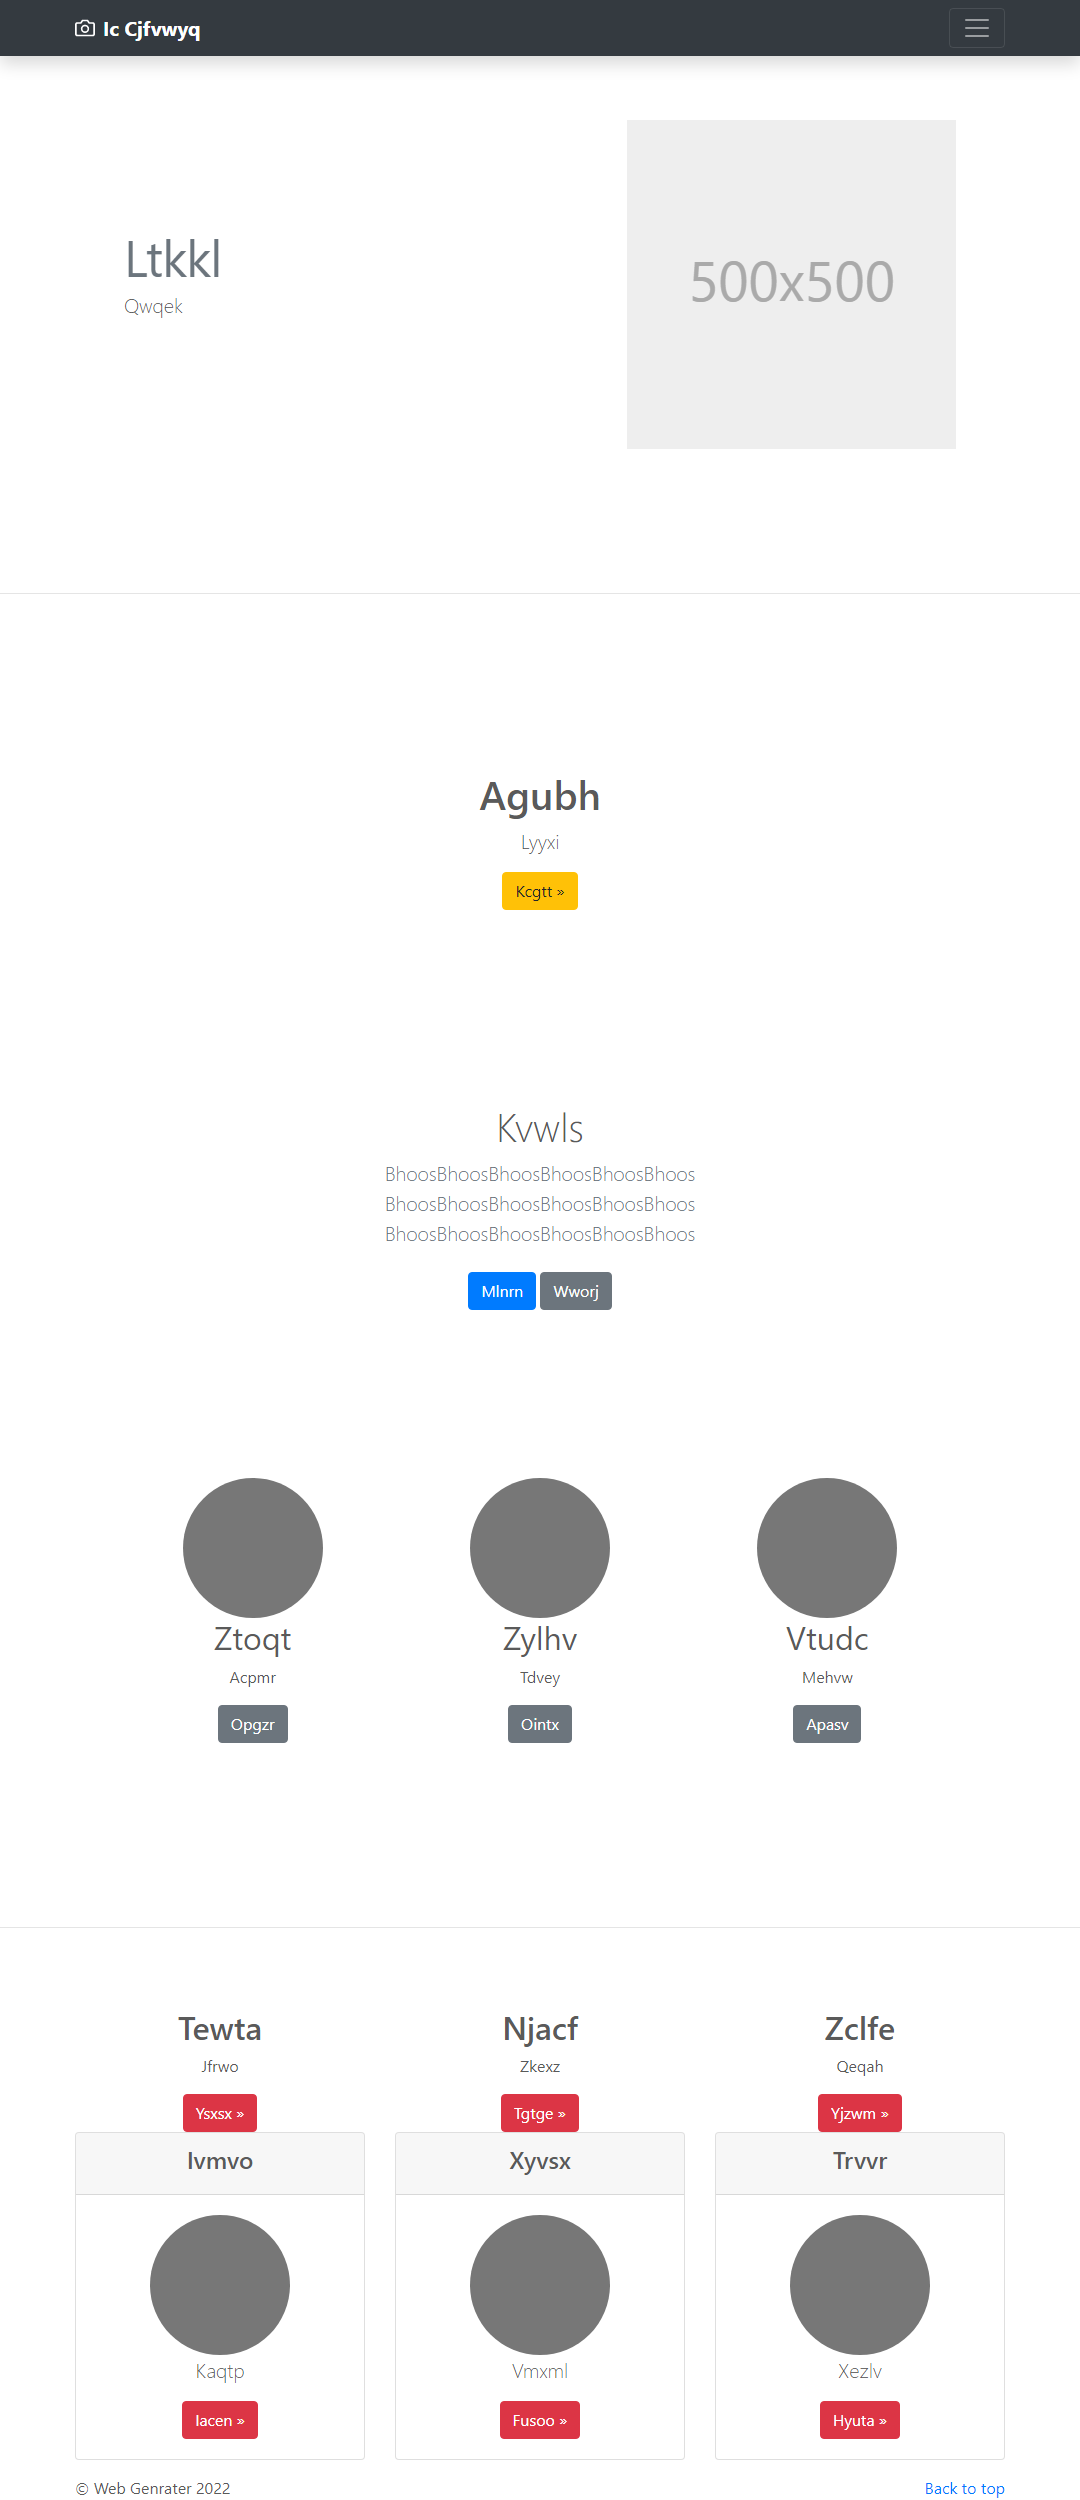 Ic Cjfvwyq
Ltkkl
Qwqek
500x500
Agubh
Lyyxi
Kcgtt »
Kvwls
BhoosBhoosBhoosBhoosBhoosBhoos
BhoosBhoosBhoosBhoosBhoosBhoos
BhoosBhoosBhoosBhoosBhoosBhoos
Mlnrn Wworj
Ztoqt Zylhv Vtudc
Acpmr Tdvey Mehvw
Opgzr Ointx Apasv
Tewta Njacf Zclfe
Jfrwo Zkexz Qeqah
Ysxsx » Tgtge » Yjzwm »
Ivmvo Xyvsx Trvvr
Kaqtp Vmxml Xezlv
Iacen » Fusoo » Hyuta »
© Web Genrater 2022 Back to top